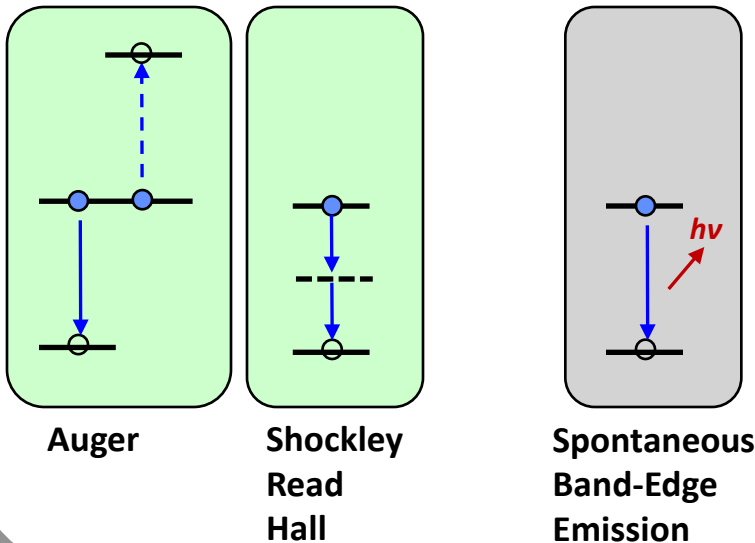 hν
Auger
Shockley
Read
Hall
Spontaneous
Band-Edge
Emission